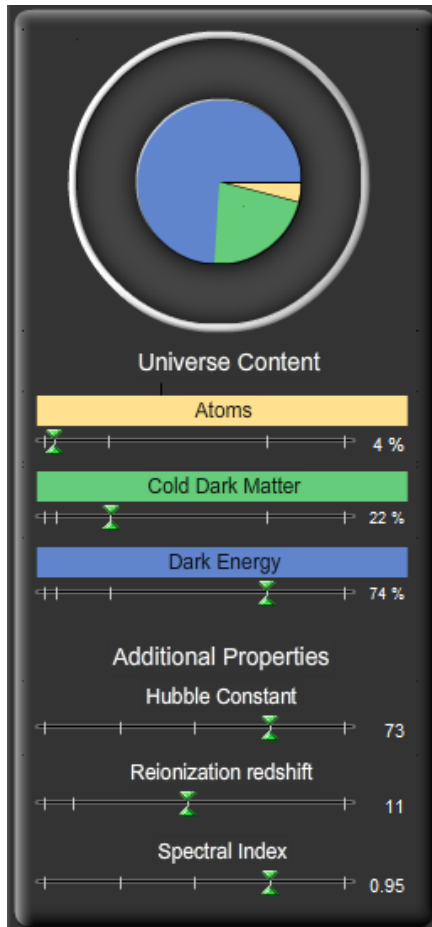 Universe Content
Atoms
4 %
Cold Dark Matter
22 %
Dark Energy
74 %
Additional Properties
Hubble Constant
73
Reionization redshift
11
Spectral Index
0.95